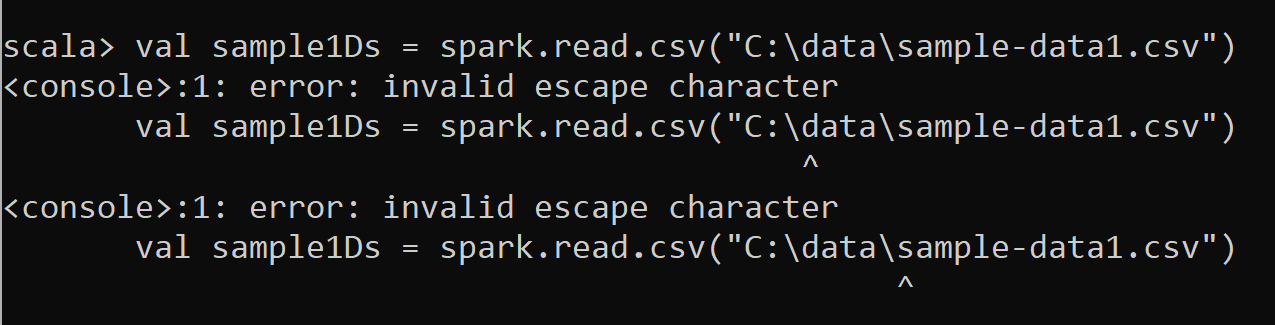 scala> val sample1Ds = spark.read.csv("C:\data\sample-data1.csv")
<console>:1: error: invalid escape character
       val sample1Ds = spark.read.csv("C:\data\sample-data1.csv")
                                          ^
<console>:1: error: invalid escape character
       val sample1Ds = spark.read.csv("C:\data\sample-data1.csv")
                                               ^